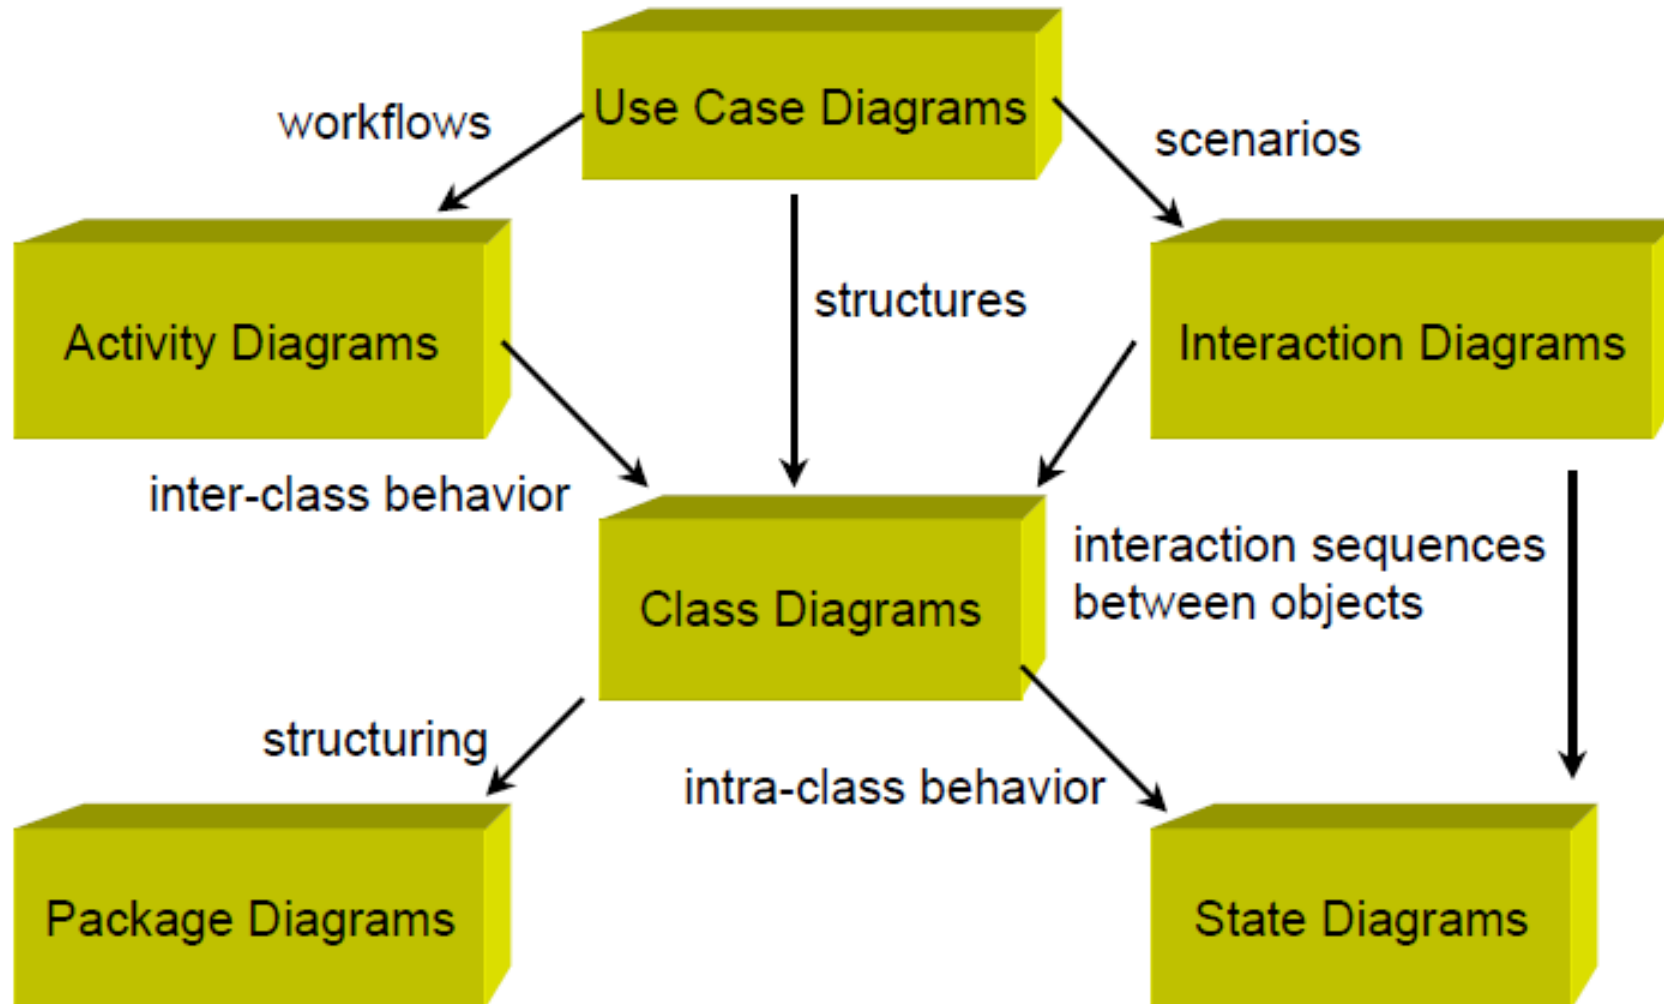 Use Case Diagrams
workflows
scenarios
structures
Activity Diagrams
Interaction Diagrams
inter-class behavior
interaction sequences
between objects
Class Diagrams
structuring
intra-class behavior
Package Diagrams
State Diagrams